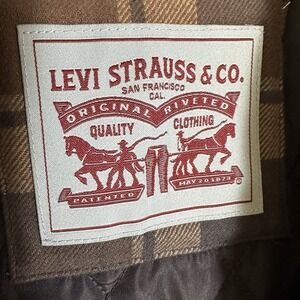 LEVI STRAUSS & CO.
SAN FRANCISCO
CAL.
ORIGINAL RIVETED
QUALITY CLOTHING
PATENTED MAY 20 1873
®